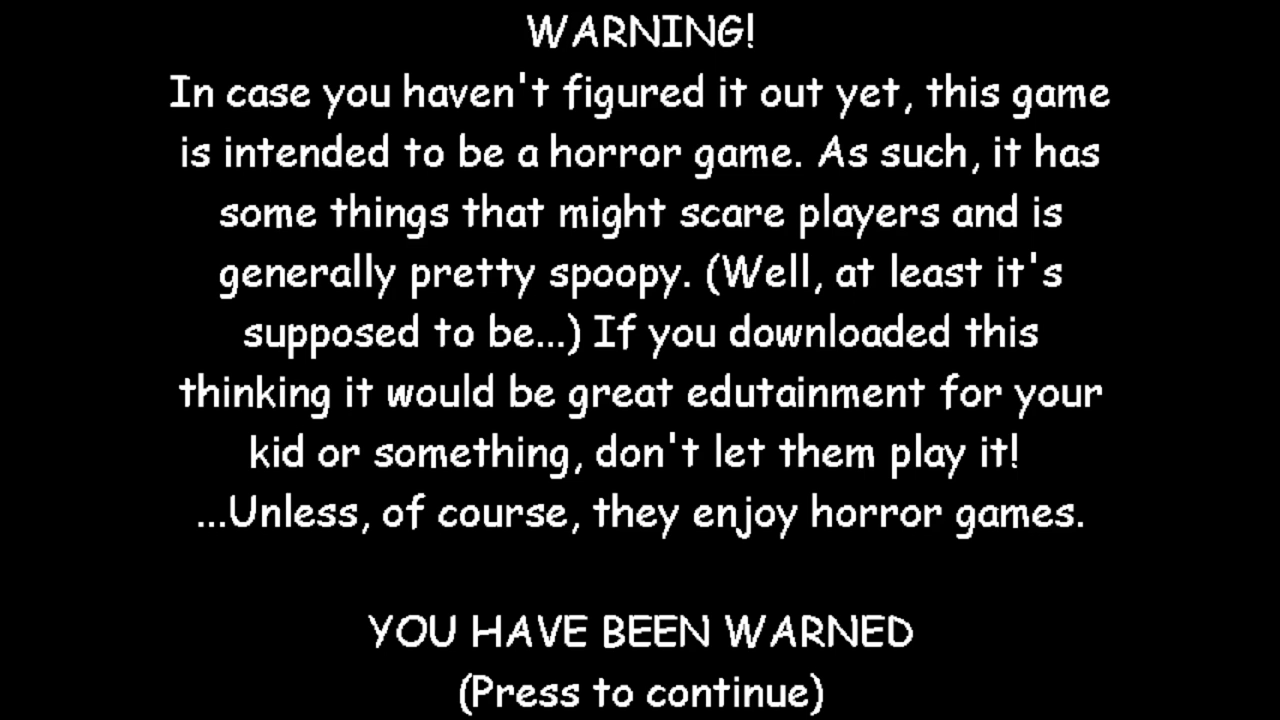 WARNING!
In case you haven't figured it out yet, this game
is intended to be a horror game. As such, it has
some things that might scare players and is
generally pretty spoopy. (Well, at least it's
supposed to be...) If you downloaded this
thinking it would be great edutainment for your
kid or something, don't let them play it!
...Unless, of course, they enjoy horror games.
YOU HAVE BEEN WARNED
(Press to continue)